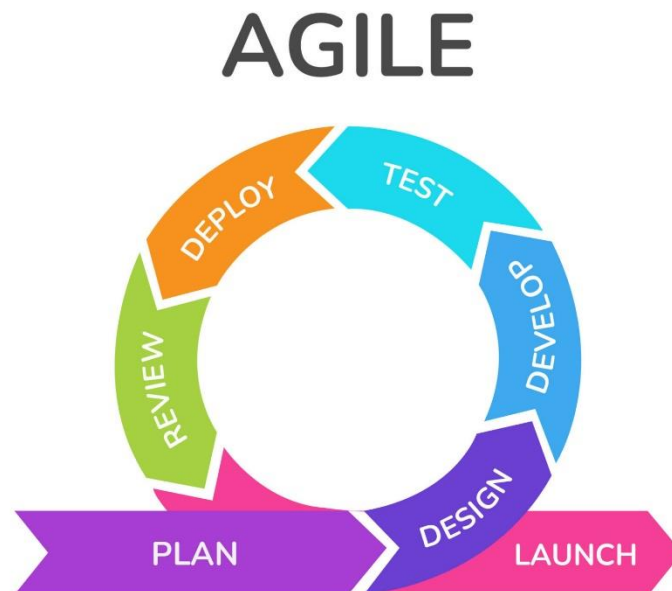 AGILE
PLAN
DESIGN
DEVELOP
TEST
DEPLOY
REVIEW
LAUNCH